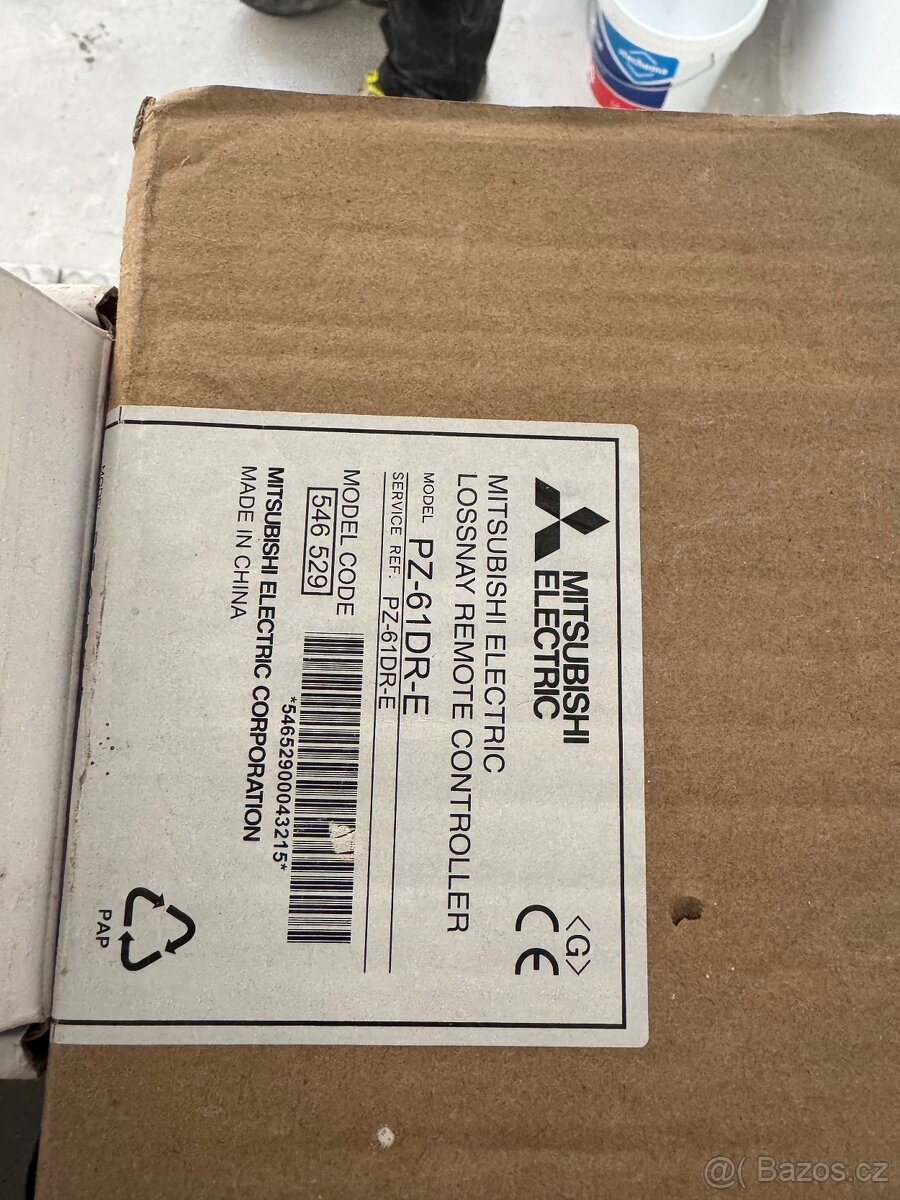 MITSUBISHI
ELECTRIC
<G>
CE
MITSUBISHI ELECTRIC
LOSSNAY REMOTE CONTROLLER
MODEL PZ-61DR-E
SERVICE REF. PZ-61DR-E
MODEL CODE
546 529
*54652900043215*
MITSUBISHI ELECTRIC CORPORATION
MADE IN CHINA
PAP
@( Bazos.cz